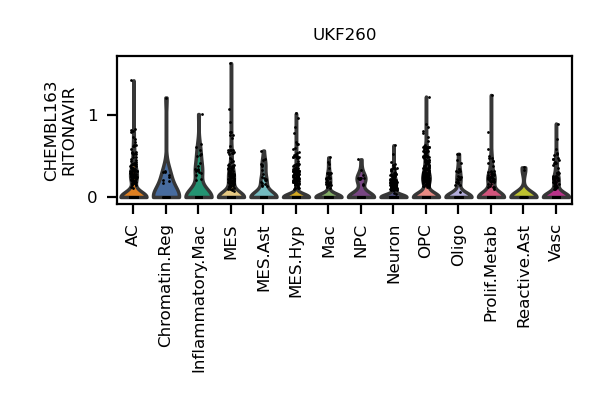 UKF260
CHEMBL163
RITONAVIR
1
0
AC
Chromatin.Reg
Inflammatory.Mac
MES
MES.Ast
MES.Hyp
Mac
NPC
Neuron
OPC
Oligo
Prolif.Metab
Reactive.Ast
Vasc